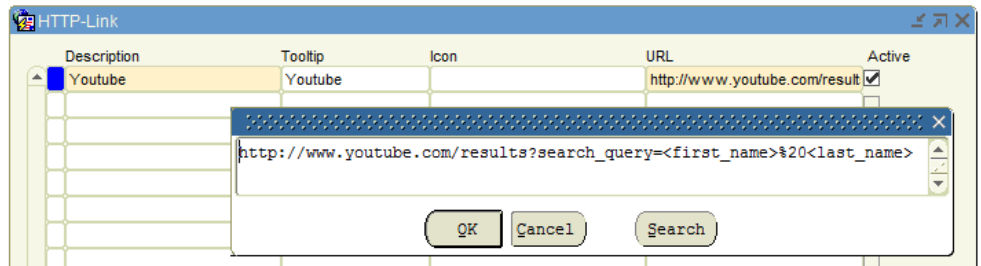 HTTP-Link
Description Tooltip Icon URL Active
Youtube Youtube http://www.youtube.com/result
http://www.youtube.com/results?search_query=<first_name>%20<last_name>
OK Cancel Search